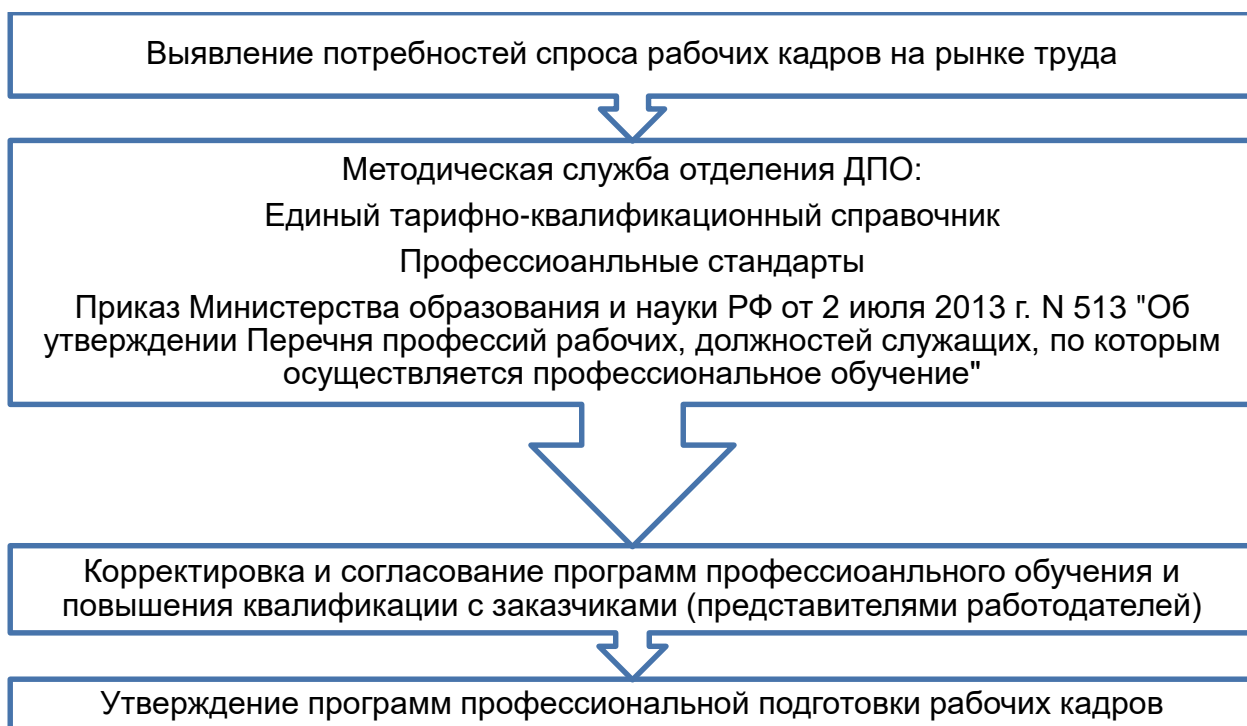 Выявление потребностей спроса рабочих кадров на рынке труда
Методическая служба отделения ДПО:
Единый тарифно-квалификационный справочник
Профессиоанльные стандарты
Приказ Министерства образования и науки РФ от 2 июля 2013 г. N 513 "Об
утверждении Перечня профессий рабочих, должностей служащих, по которым
осуществляется профессиональное обучение"
Корректировка и согласование программ профессиоанльного обучения и
повышения квалификации с заказчиками (представителями работодателей)
Утверждение программ профессиональной подготовки рабочих кадров